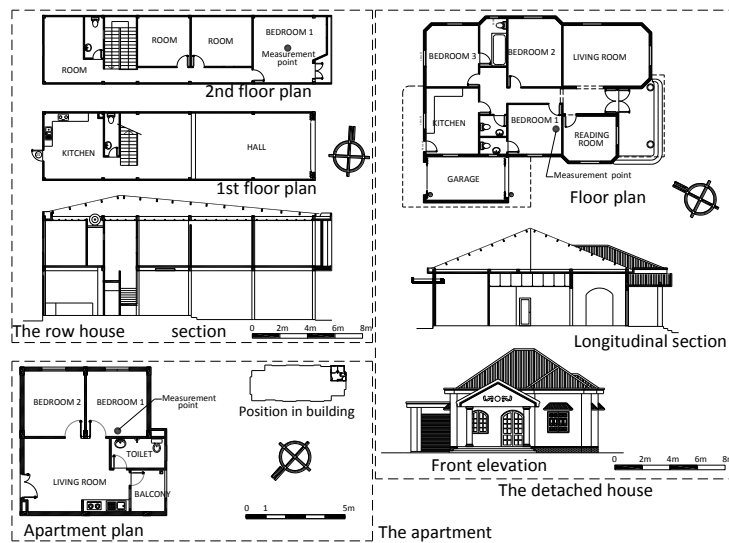 ROOM
ROOM
BEDROOM 1
Measurement
point
ROOM
2nd floor plan
KITCHEN
HALL
1st floor plan
The row house
section
0 2m 4m 6m 8m
BEDROOM 3
BEDROOM 2
LIVING ROOM
KITCHEN
BEDROOM 1
READING
ROOM
GARAGE
Measurement point
Floor plan
Longitudinal section
Front elevation
0 2m 4m 6m 8m
The detached house
BEDROOM 2
BEDROOM 1
Measurement
point
TOILET
LIVING ROOM
BALCONY
Position in building
0 1 5m
Apartment plan
The apartment